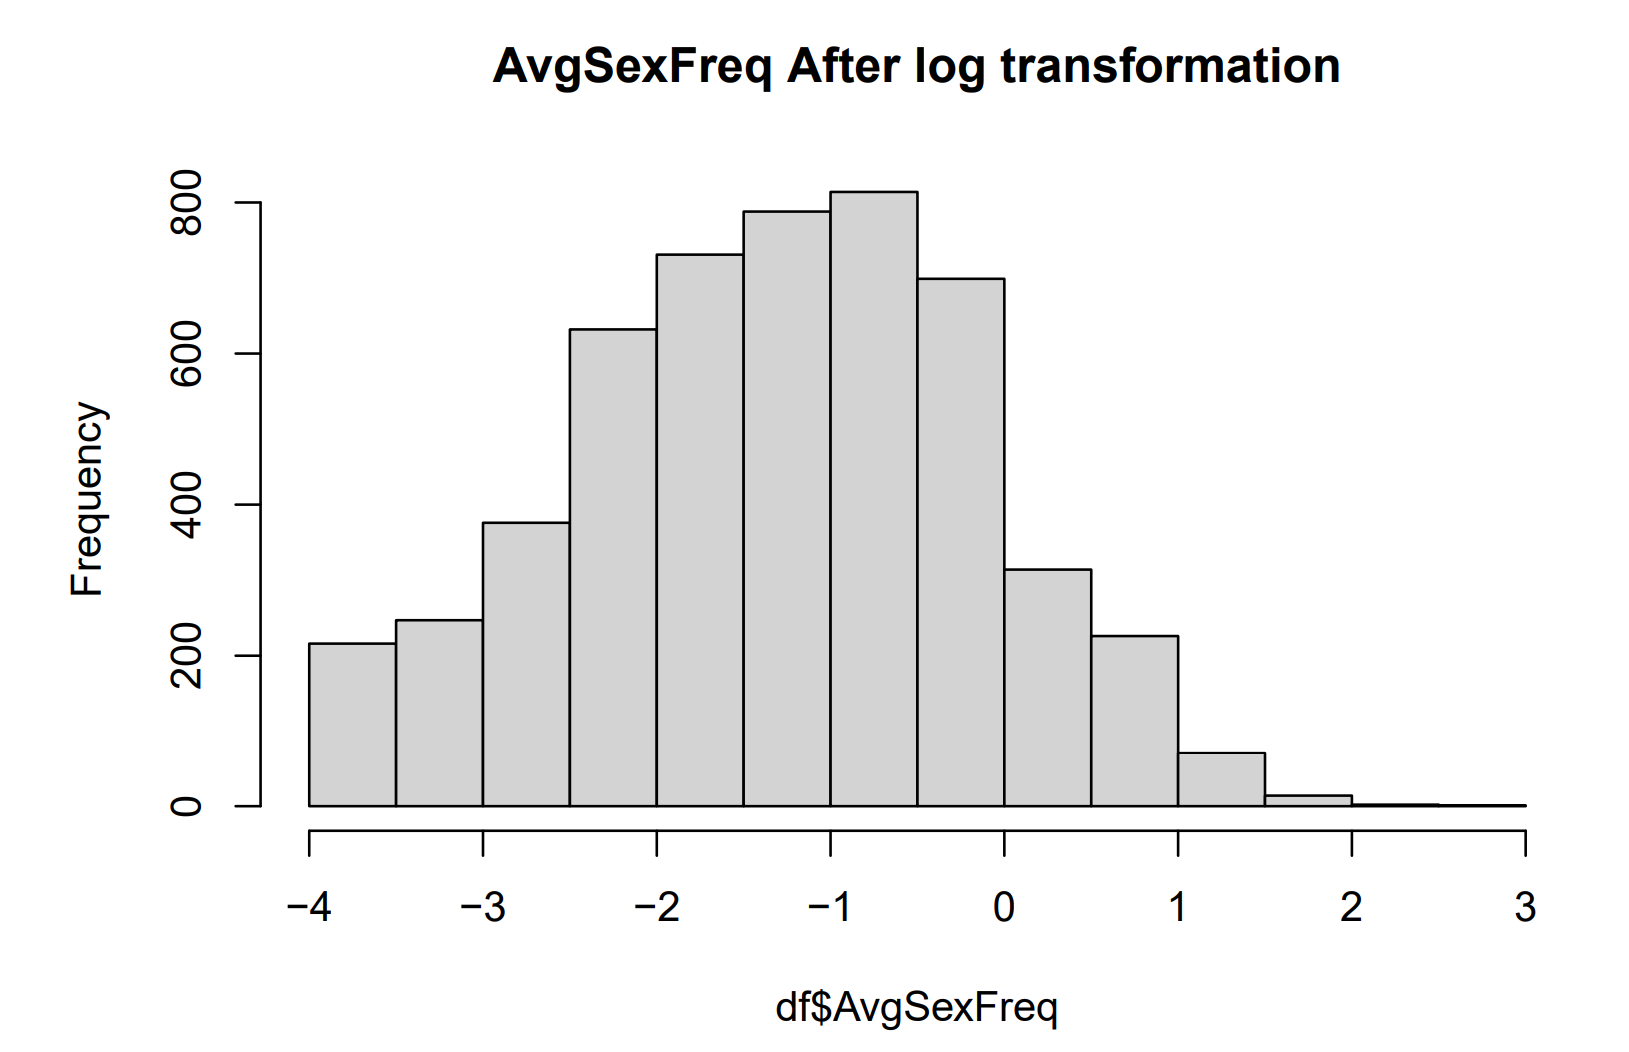 AvgSexFreq After log transformation
800
600
400
200
0
Frequency
−4 −3 −2 −1 0 1 2 3
df$AvgSexFreq